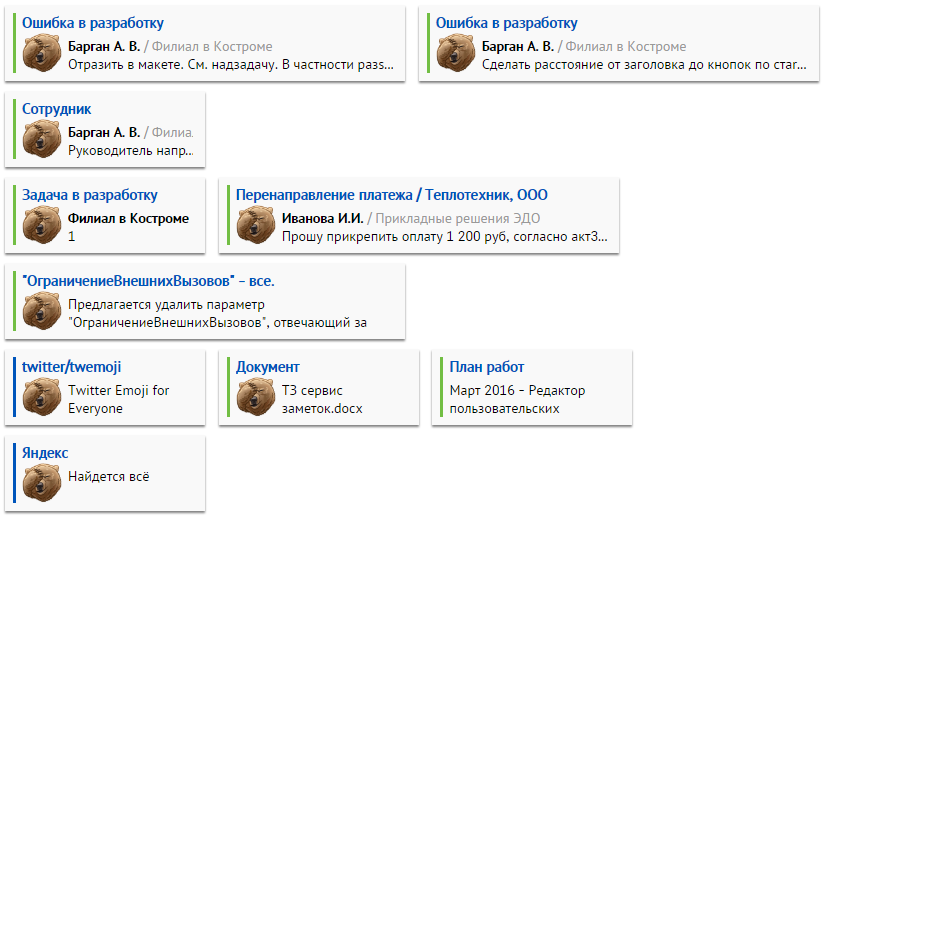 Ошибка в разработку
Барган А. В. / Филиал в Костроме
Отразить в макете. См. надзадачу. В частности разs...
Ошибка в разработку
Барган А. В. / Филиал в Костроме
Сделать расстояние от заголовка до кнопок по стаr...
Сотрудник
Барган А. В. / Филиа
Руководитель напр...
Задача в разработку
Филиал в Костроме
1
Перенаправление платежа / Теплотехник, ООО
Иванова И.И. / Прикладные решения ЭДО
Прошу прикрепить оплату 1 200 руб, согласно акт3...
"ОграничениеВнешнихВызовов" - все.
Предлагается удалить параметр
"ОграничениеВнешнихВызовов", отвечающий за
twitter/twemoji
Twitter Emoji for
Everyone
Документ
ТЗ сервис
заметок.docx
План работ
Март 2016 - Редактор
пользовательских
Яндекс
Найдется всё